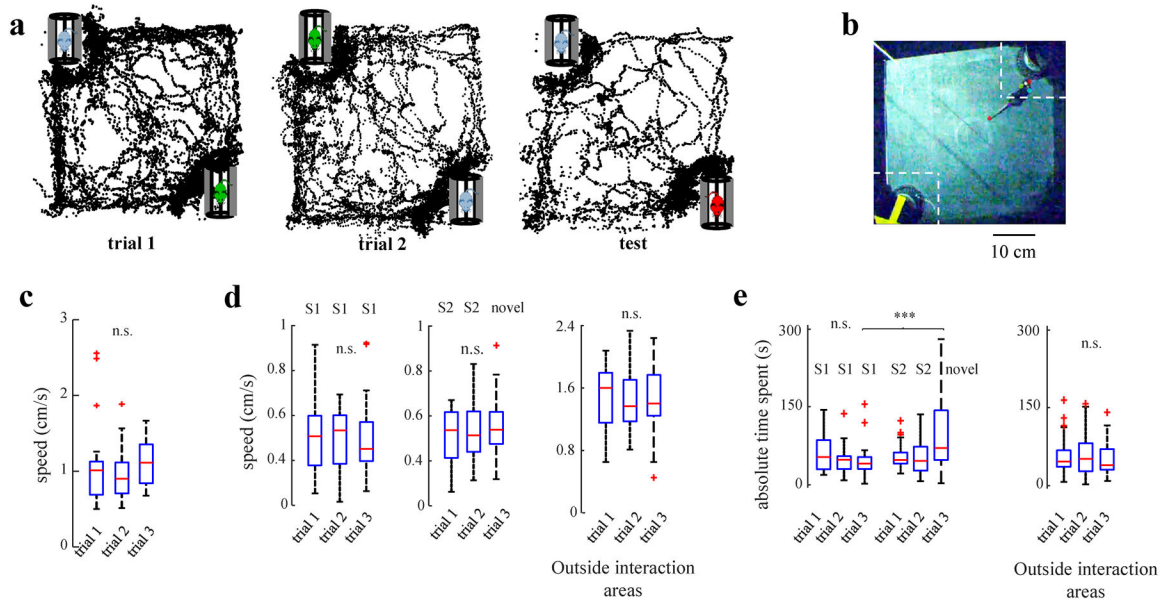 a
trial 1
trial 2
test
b
10 cm
c
3
2
1
0
speed (cm/s)
n.s.
trial 1
trial 2
trial 3
d
S1 S1 S1
1
0.8
0.6
0.4
0.2
0
speed (cm/s)
n.s.
trial 1
trial 2
trial 3
S2 S2 novel
1
0.8
0.6
0.4
0.2
0
n.s.
trial 1
trial 2
trial 3
2.4
1.6
0.8
0
n.s.
trial 1
trial 2
trial 3
Outside interaction
areas
e
absolute time spent (s)
300
150
0
n.s.
***
S1 S1 S1 S2 S2 novel
trial 1
trial 2
trial 3
trial 1
trial 2
trial 3
300
150
0
n.s.
trial 1
trial 2
trial 3
Outside interaction
areas